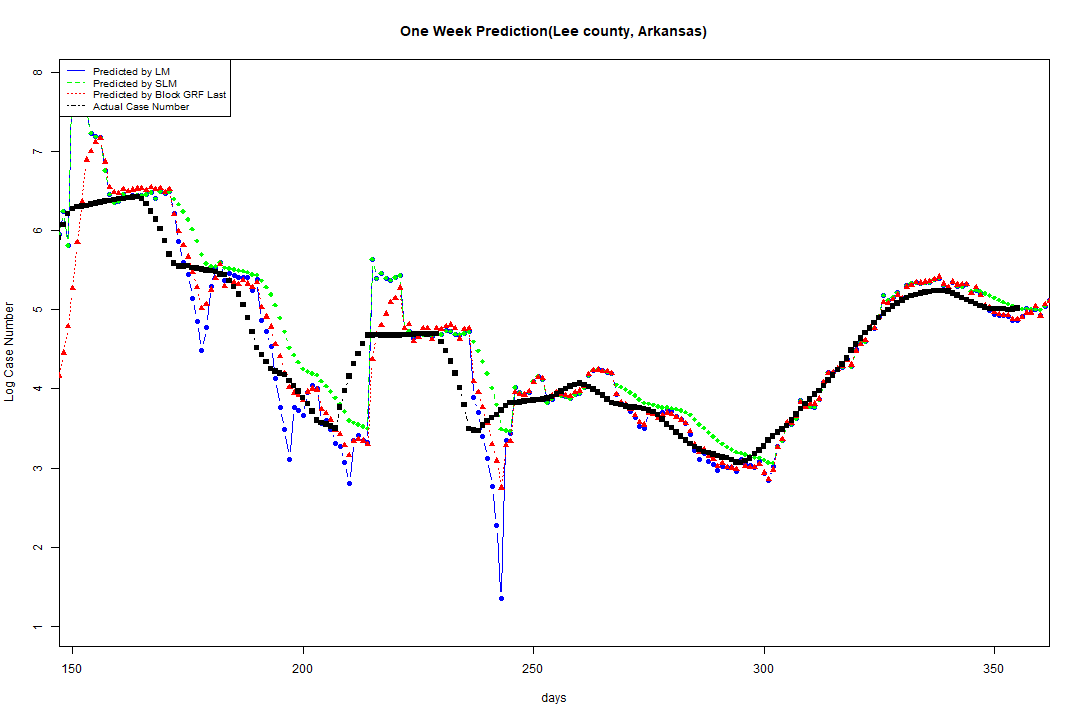 One Week Prediction(Lee county, Arkansas)
Predicted by LM
Predicted by SLM
Predicted by Block GRF Last
Actual Case Number
8
7
6
5
4
3
2
1
Log Case Number
150 200 250 300 350
days